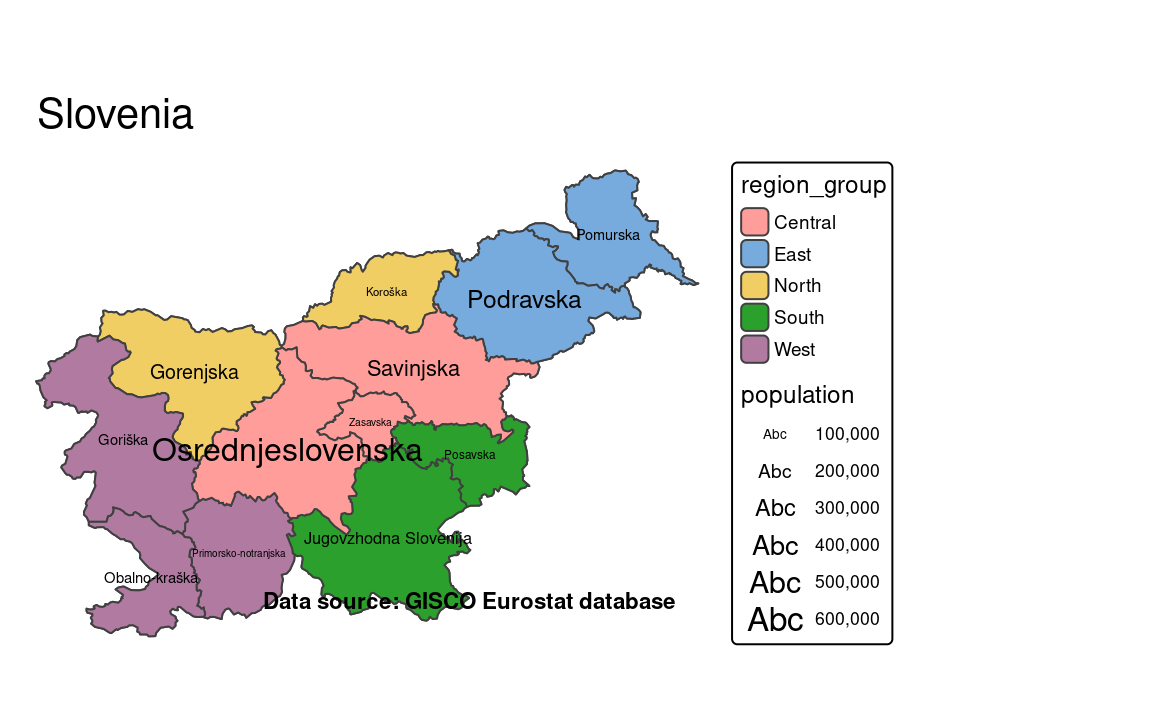 Slovenia
Pomurska
Koroška
Podravska
Gorenjska
Savinjska
Zasavska
Goriška
Osrednjeslovenska
Posavska
Jugovzhodna Slovenija
Primorsko-notranjska
Obalno-kraška
Data source: GISCO Eurostat database
region_group
Central
East
North
South
West
population
Abc 100,000
Abc 200,000
Abc 300,000
Abc 400,000
Abc 500,000
Abc 600,000